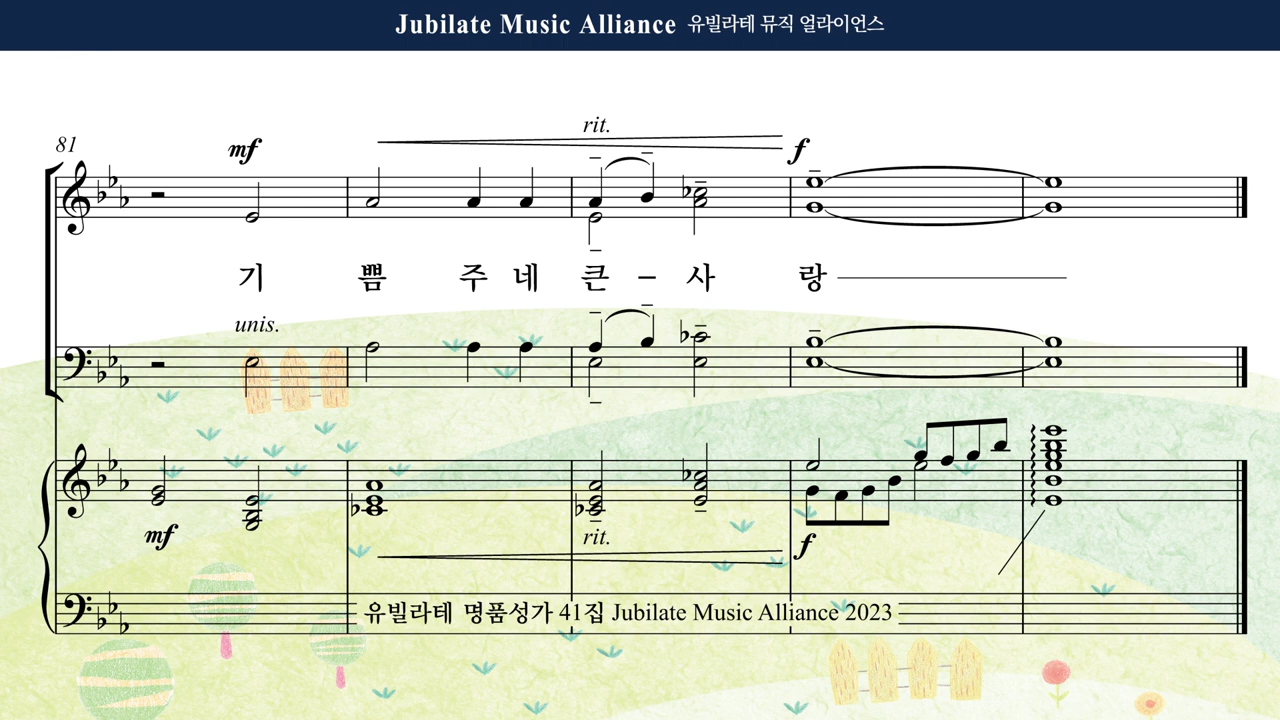 Jubilate Music Alliance 유빌라테 뮤직 얼라이언스
81
rit.
mf
f
기 쁨 주 네 큰 – 사 랑
unis.
mf
rit.
f
유빌라테 명품성가 41집 Jubilate Music Alliance 2023